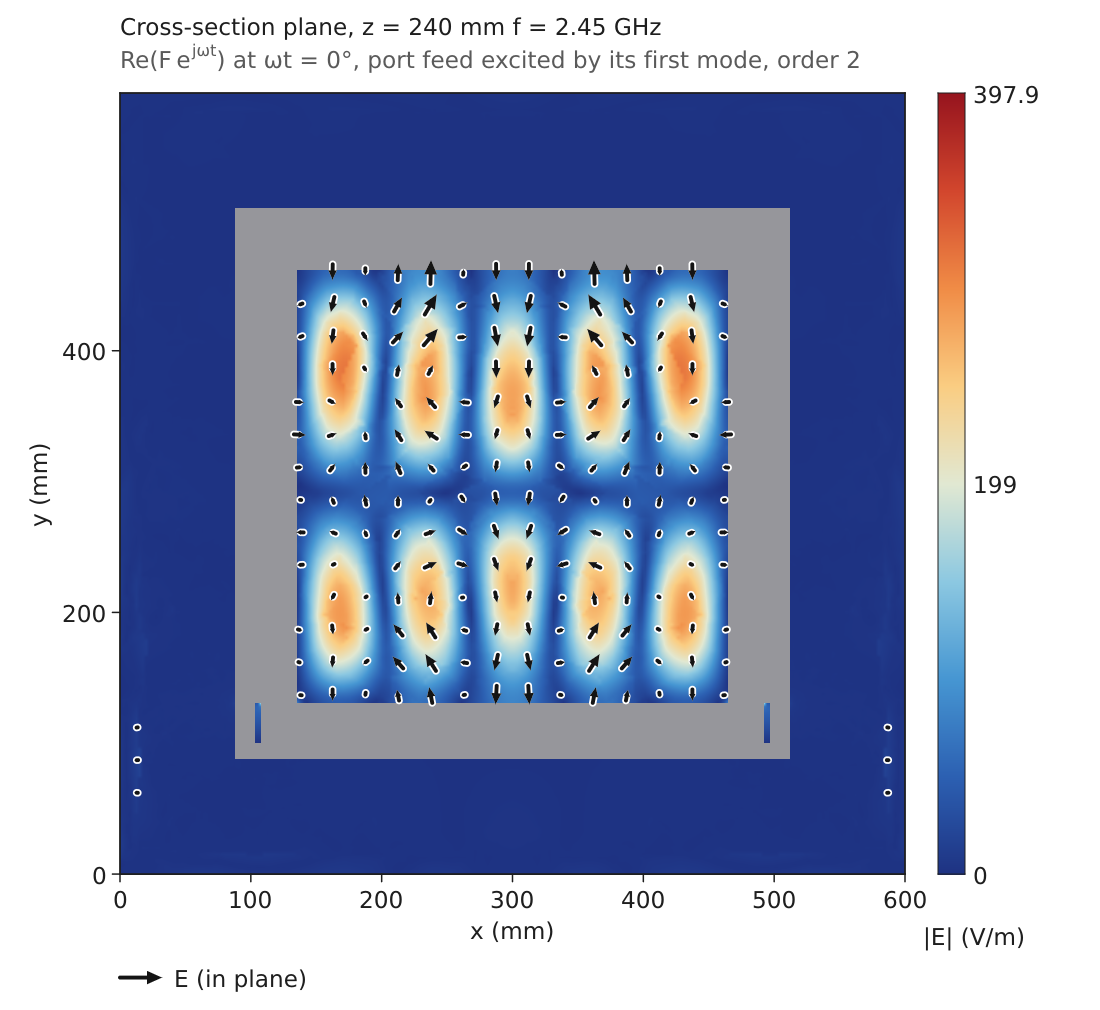 Cross-section plane, z = 240 mm f = 2.45 GHz
Re(F e^jωt) at ωt = 0°, port feed excited by its first mode, order 2
397.9
199
0
|E| (V/m)
400
200
0
y (mm)
0 100 200 300 400 500 600
x (mm)
E (in plane)